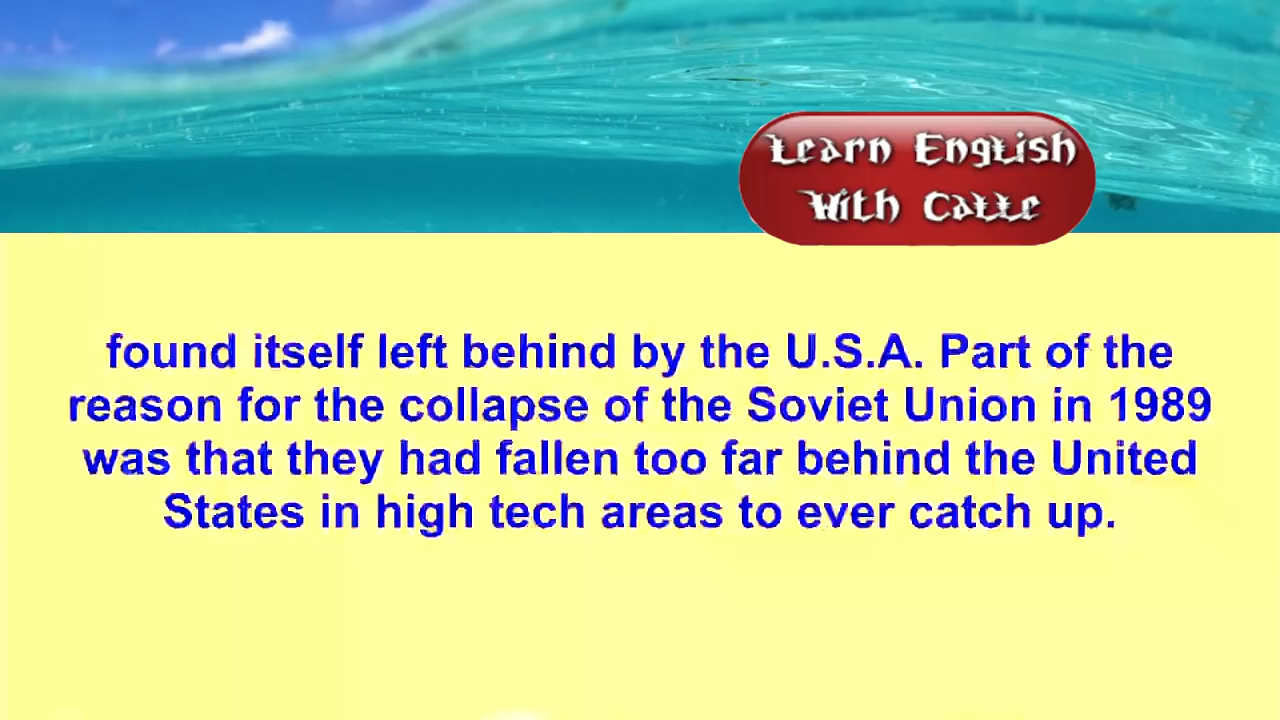 Learn English
With Calle
found itself left behind by the U.S.A. Part of the
reason for the collapse of the Soviet Union in 1989
was that they had fallen too far behind the United
States in high tech areas to ever catch up.